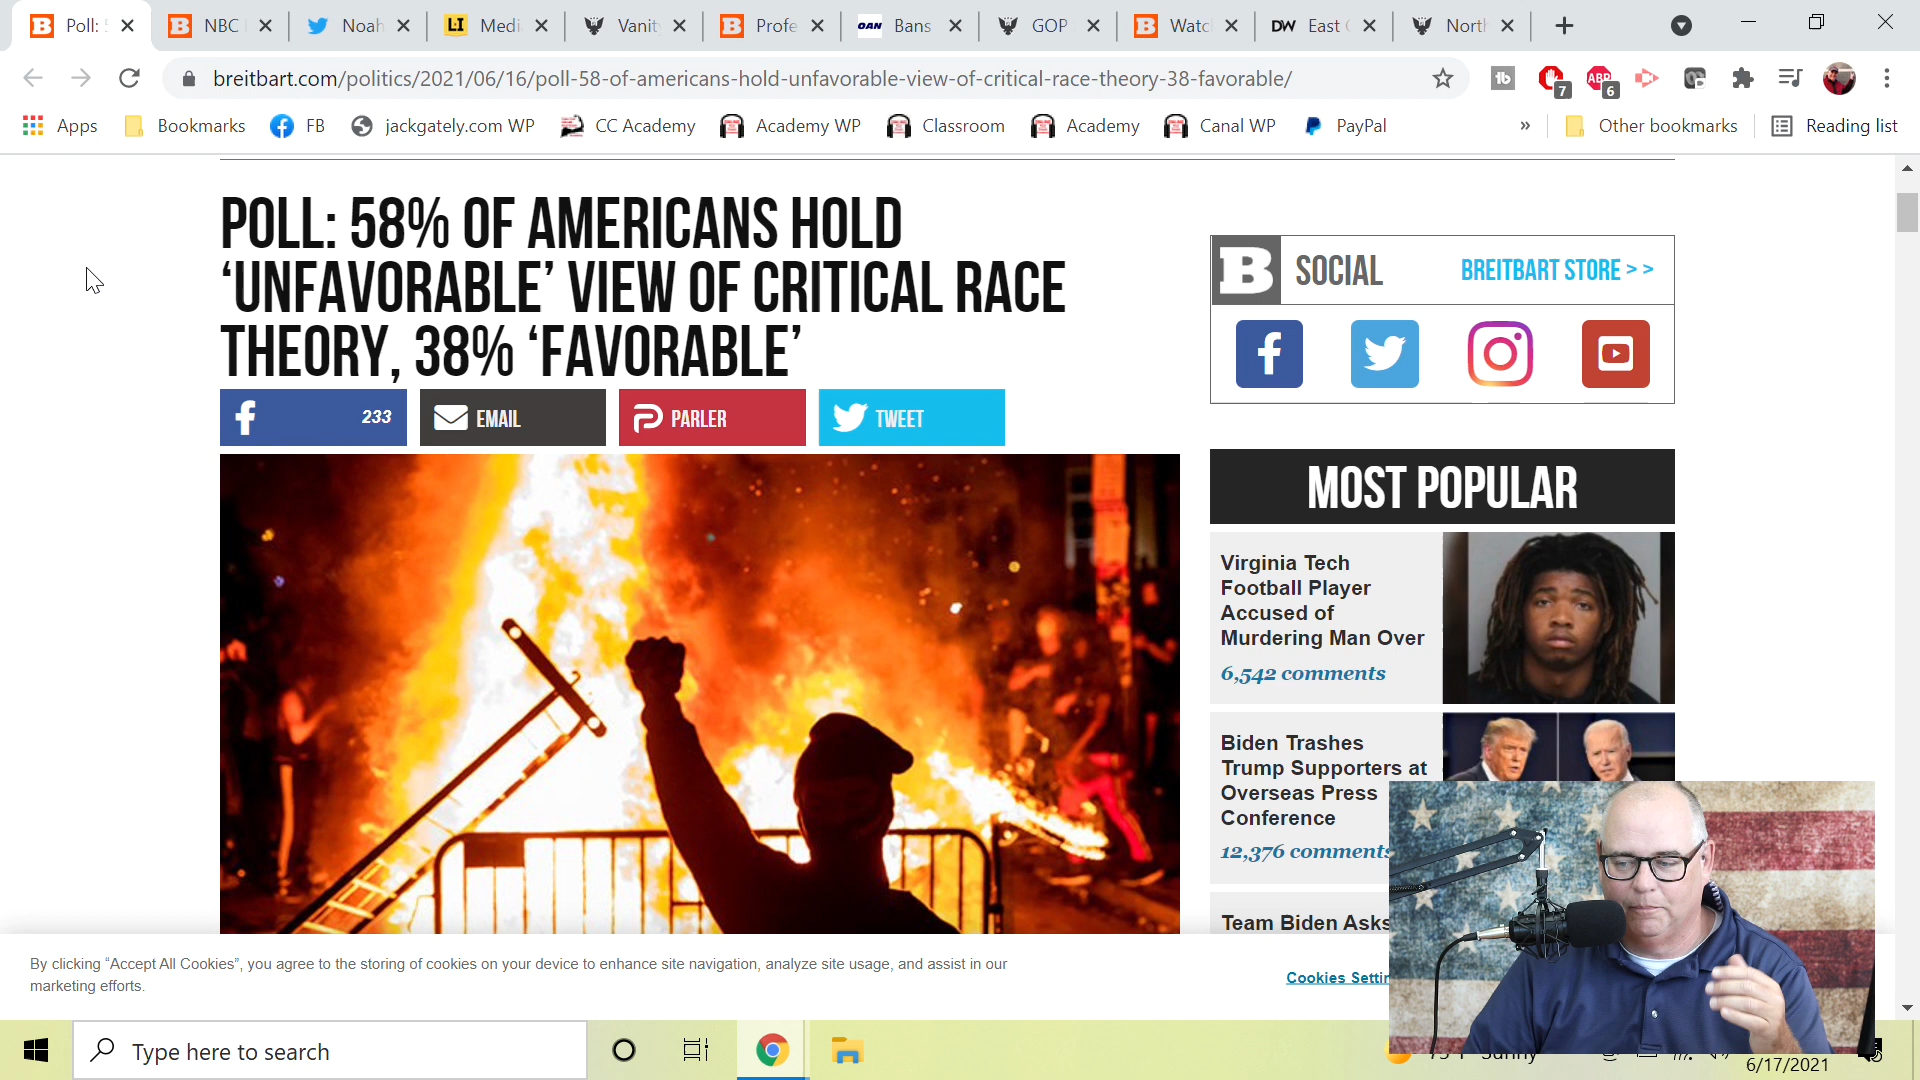 Poll: 
NBC
Noah
LI
Medi
Vanit
Profe
OAN
Bans
GOP
Watc
DW
East
North
breitbart.com/politics/2021/06/16/poll-58-of-americans-hold-unfavorable-view-of-critical-race-theory-38-favorable/
7
ABP
6
Apps
Bookmarks
FB
jackgately.com WP
CC Academy
Academy WP
Classroom
Academy
Canal WP
PayPal
»
Other bookmarks
Reading list
POLL: 58% OF AMERICANS HOLD
‘UNFAVORABLE’ VIEW OF CRITICAL RACE
THEORY, 38% ‘FAVORABLE’
233
EMAIL
PARLER
TWEET
B SOCIAL
BREITBART STORE > >
MOST POPULAR
Virginia Tech
Football Player
Accused of
Murdering Man Over
6,542 comments
Biden Trashes
Trump Supporters at
Overseas Press
Conference
12,376 comments
Team Biden Asks
By clicking “Accept All Cookies”, you agree to the storing of cookies on your device to enhance site navigation, analyze site usage, and assist in our
marketing efforts.
Cookies Settin
Type here to search
Sunny
6/17/2021